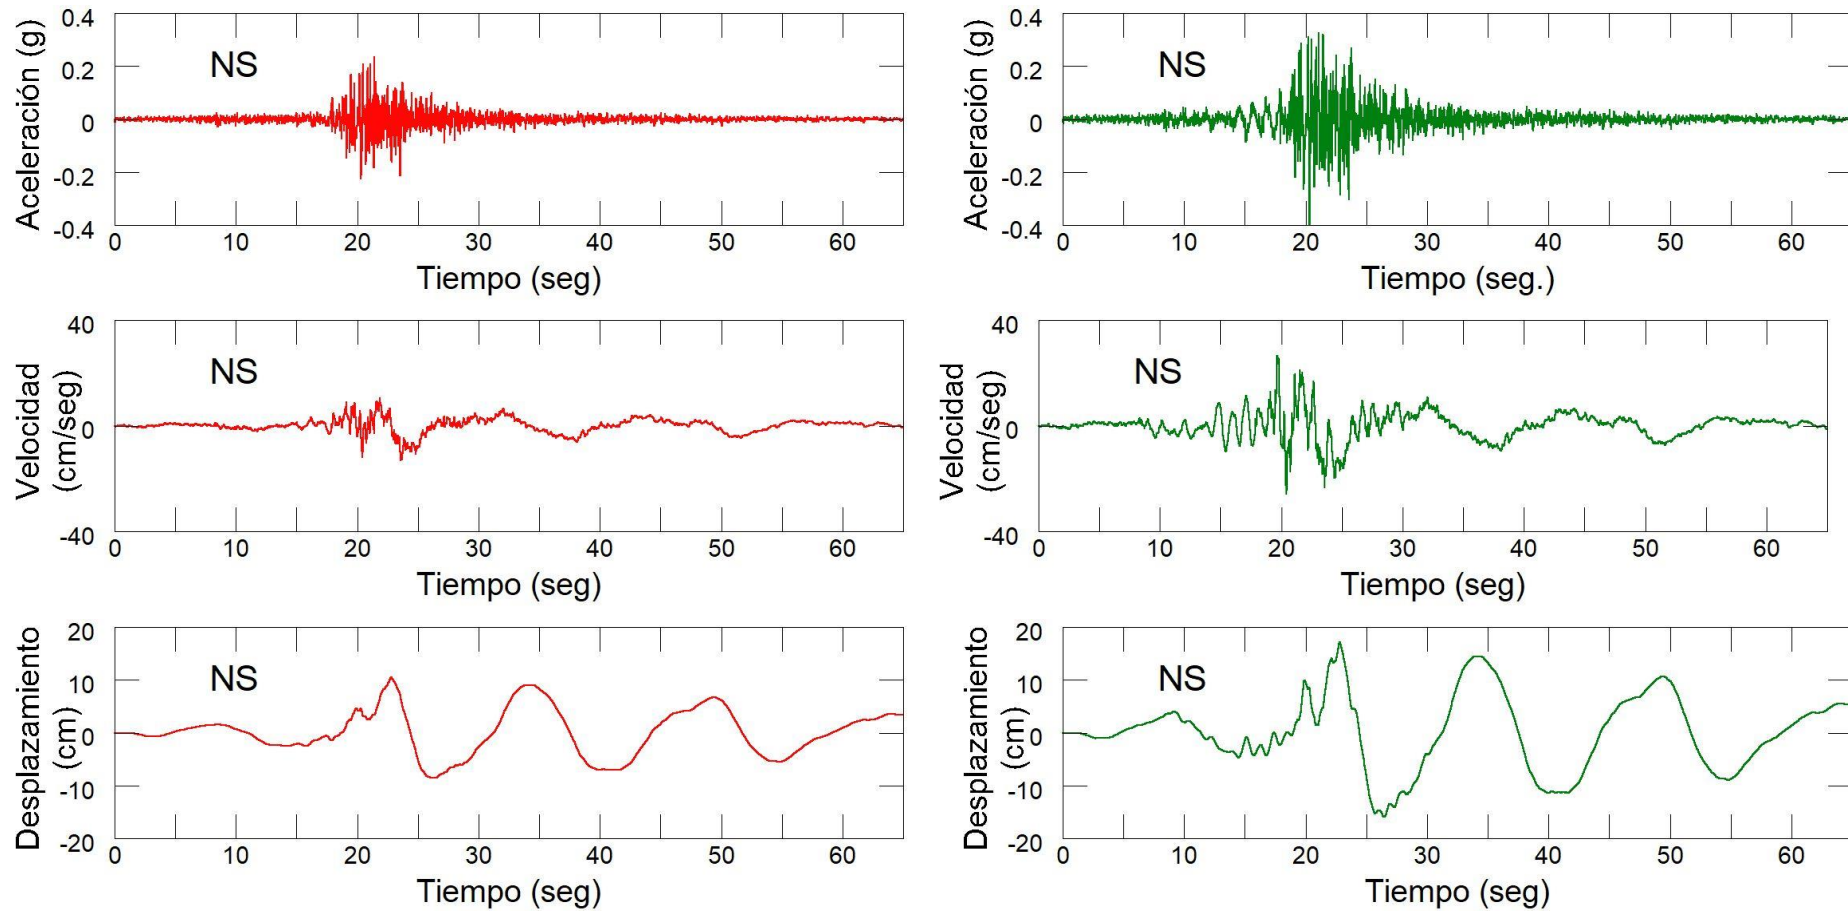 Aceleración (g)
0.4
0.2
0
-0.2
-0.4
NS
0 10 20 30 40 50 60
Tiempo (seg)
Aceleración (g)
0.4
0.2
0
-0.2
-0.4
NS
0 10 20 30 40 50 60
Tiempo (seg.)
Velocidad
(cm/seg)
40
0
-40
NS
0 10 20 30 40 50 60
Tiempo (seg)
Velocidad
(cm/seg)
40
0
-40
NS
0 10 20 30 40 50 60
Tiempo (seg)
Desplazamiento
(cm)
20
10
0
-10
-20
NS
0 10 20 30 40 50 60
Tiempo (seg)
Desplazamiento
(cm)
20
10
0
-10
-20
NS
0 10 20 30 40 50 60
Tiempo (seg)